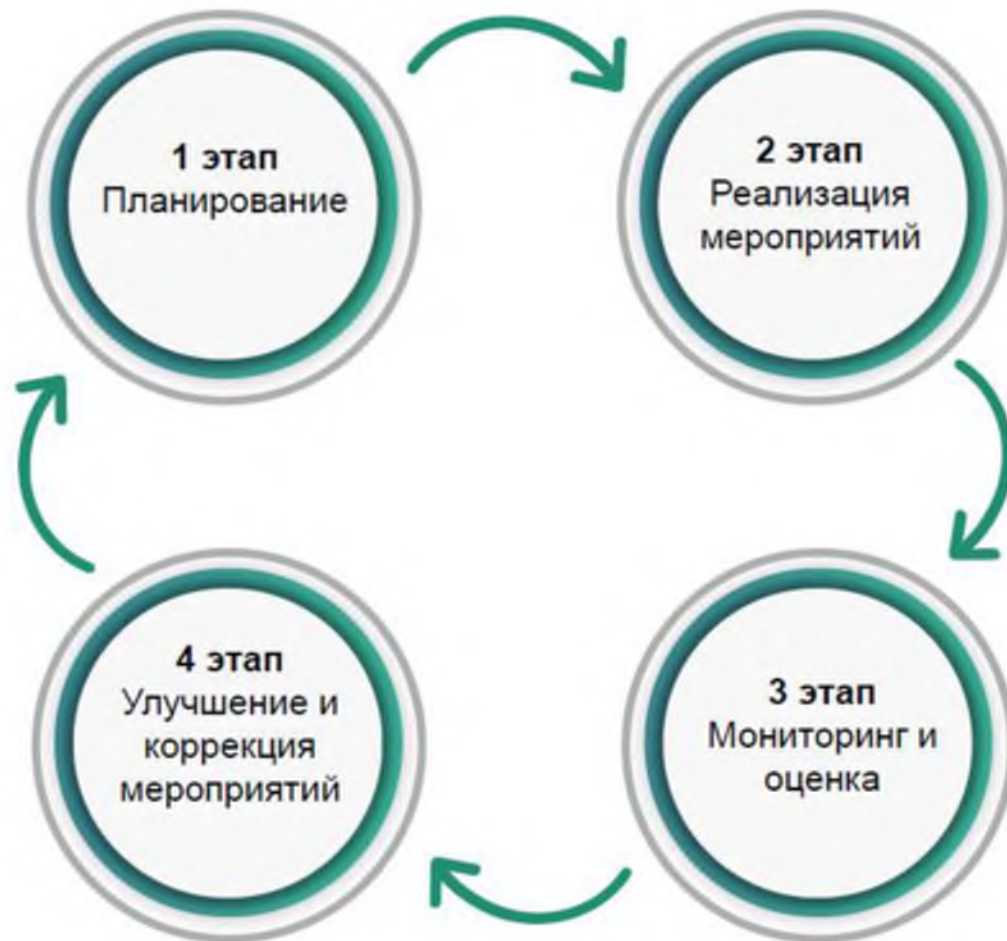 1 этап
Планирование
2 этап
Реализация
мероприятий
3 этап
Мониторинг и
оценка
4 этап
Улучшение и
коррекция
мероприятий